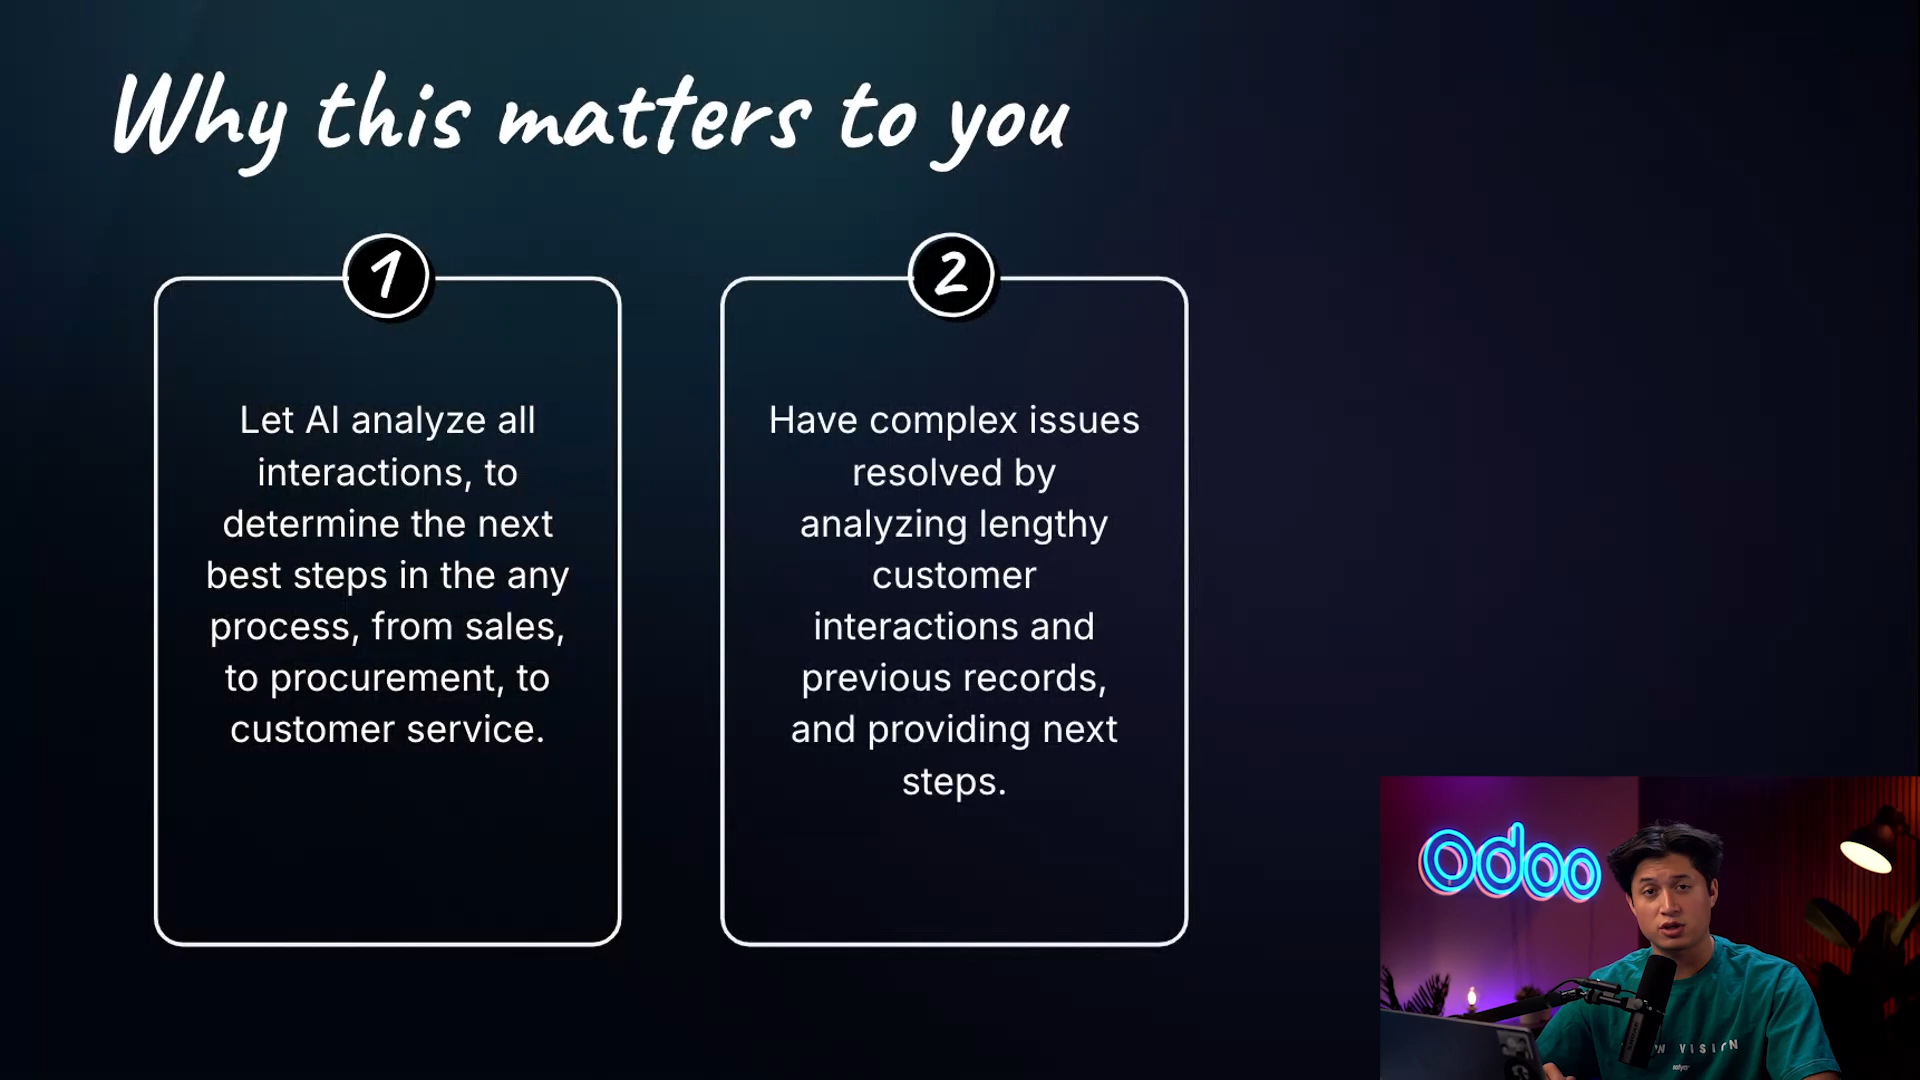 Why this matters to you
1
Let AI analyze all
interactions, to
determine the next
best steps in the any
process, from sales,
to procurement, to
customer service.
2
Have complex issues
resolved by
analyzing lengthy
customer
interactions and
previous records,
and providing next
steps.
odoo